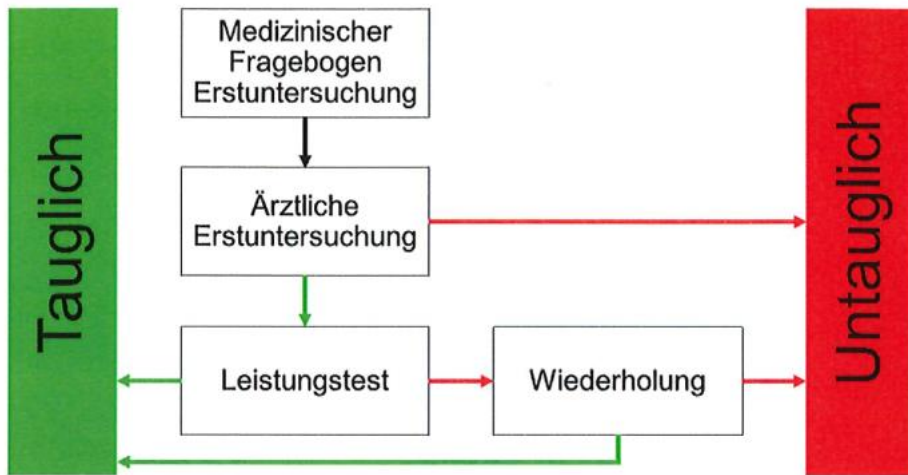 Medizinischer
Fragebogen
Erstuntersuchung
Tauglich
Ärztliche
Erstuntersuchung
Untauglich
Leistungstest
Wiederholung